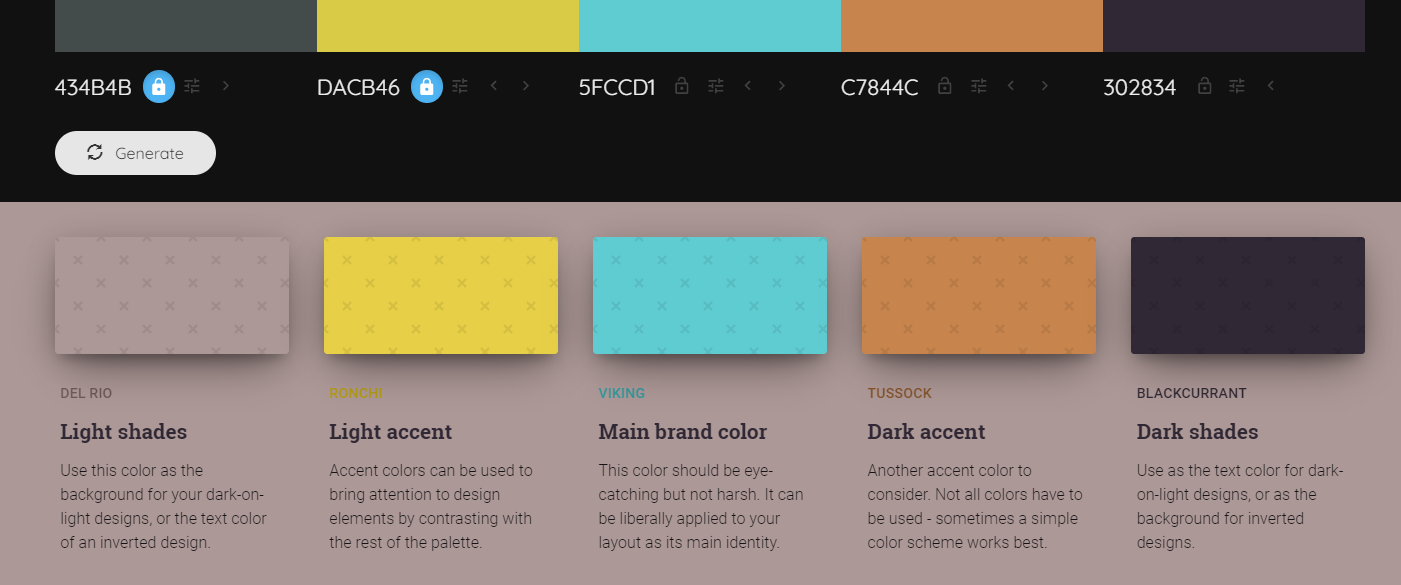 434B4B
DACB46
5FCCD1
C7844C
302834
Generate
DEL RIO
Light shades
Use this color as the
background for your dark-on-
light designs, or the text color
of an inverted design.
RONCHI
Light accent
Accent colors can be used to
bring attention to design
elements by contrasting with
the rest of the palette.
VIKING
Main brand color
This color should be eye-
catching but not harsh. It can
be liberally applied to your
layout as its main identity.
TUSSOCK
Dark accent
Another accent color to
consider. Not all colors have to
be used - sometimes a simple
color scheme works best.
BLACKCURRANT
Dark shades
Use as the text color for dark-
on-light designs, or as the
background for inverted
designs.